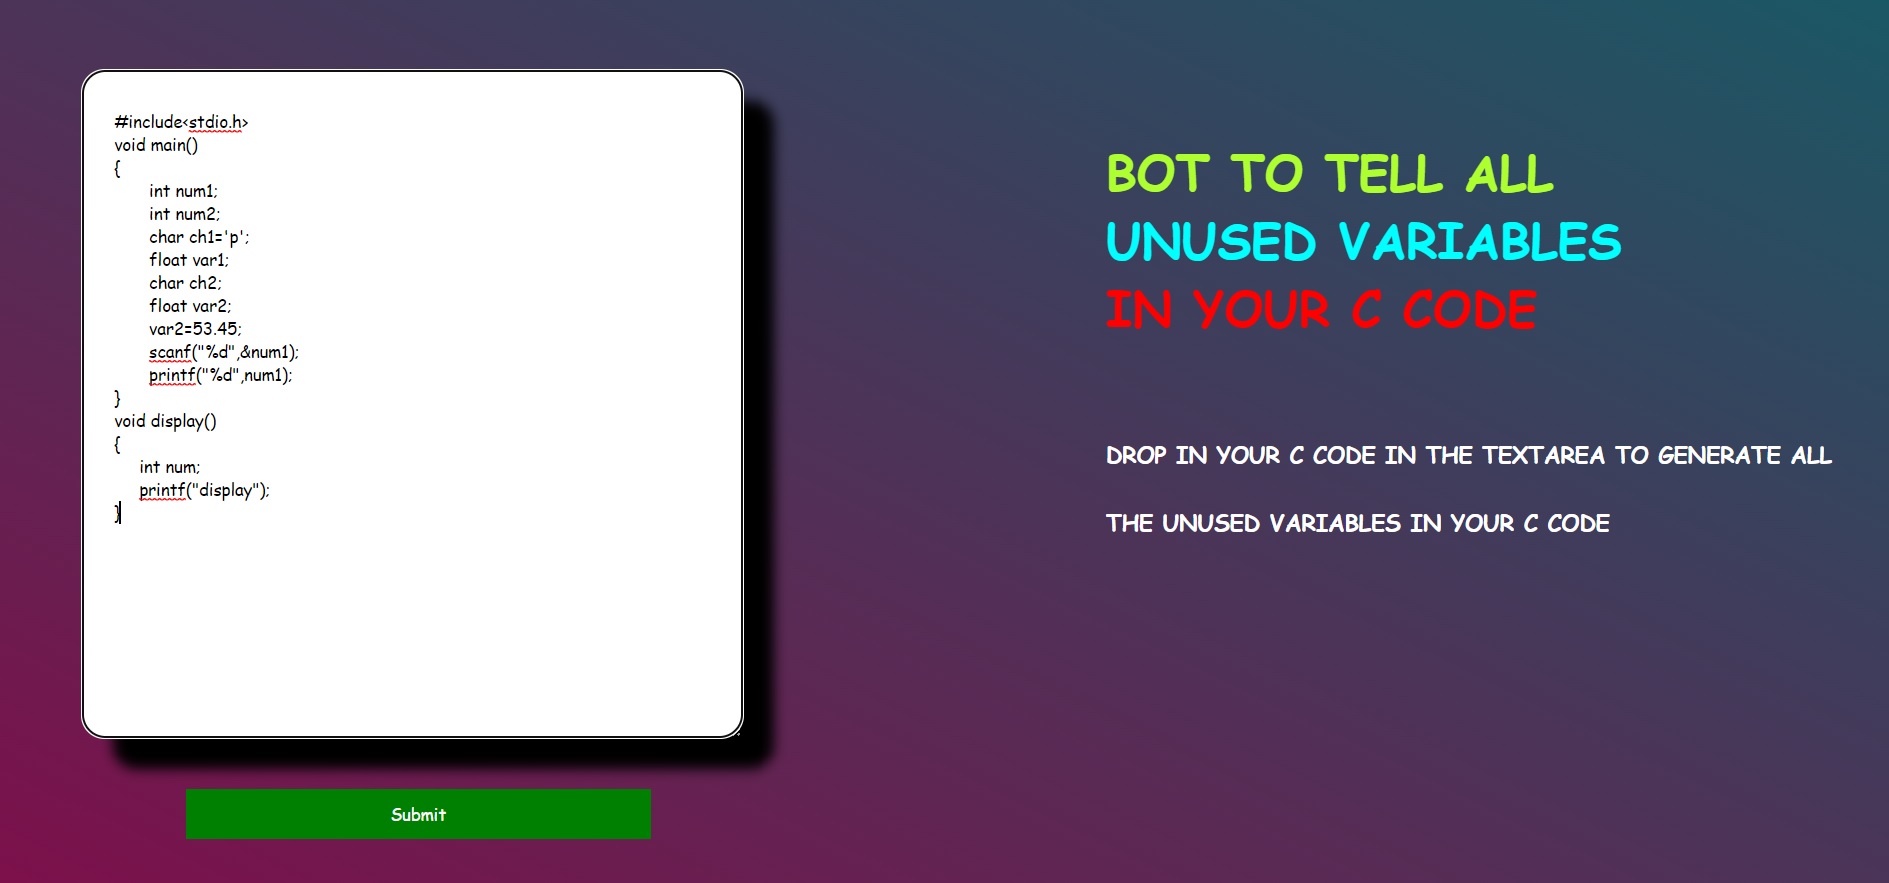 #include<stdio.h>
void main()
{
int num1;
int num2;
char ch1='p';
float var1;
char ch2;
float var2;
var2=53.45;
scanf("%d",&num1);
printf("%d",num1);
}
void display()
{
int num;
printf("display");
}
Submit
BOT TO TELL ALL
UNUSED VARIABLES
IN YOUR C CODE
DROP IN YOUR C CODE IN THE TEXTAREA TO GENERATE ALL
THE UNUSED VARIABLES IN YOUR C CODE